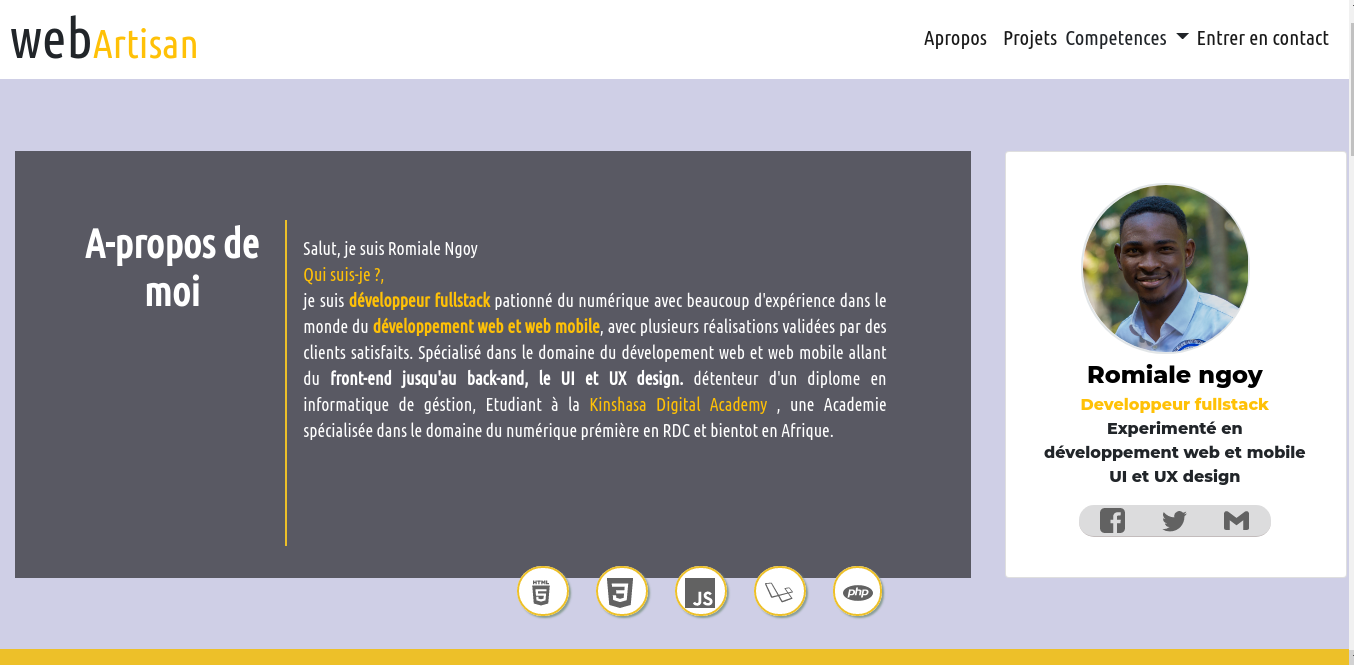 webArtisan
Apropos Projets Competences Entrer en contact
A-propos de
moi
Salut, je suis Romiale Ngoy
Qui suis-je ?,
je suis développeur fullstack pationné du numérique avec beaucoup d'expérience dans le
monde du développement web et web mobile, avec plusieurs réalisations validées par des
clients satisfaits. Spécialisé dans le domaine du dévelopement web et web mobile allant
du front-end jusqu'au back-and, le UI et UX design. détenteur d'un diplome en
informatique de géstion, Etudiant à la Kinshasa Digital Academy , une Academie
spécialisée dans le domaine du numérique prémière en RDC et bientot en Afrique.
Romiale ngoy
Developpeur fullstack
Experimenté en
développement web et mobile
UI et UX design
HTML
5
3
JS
php